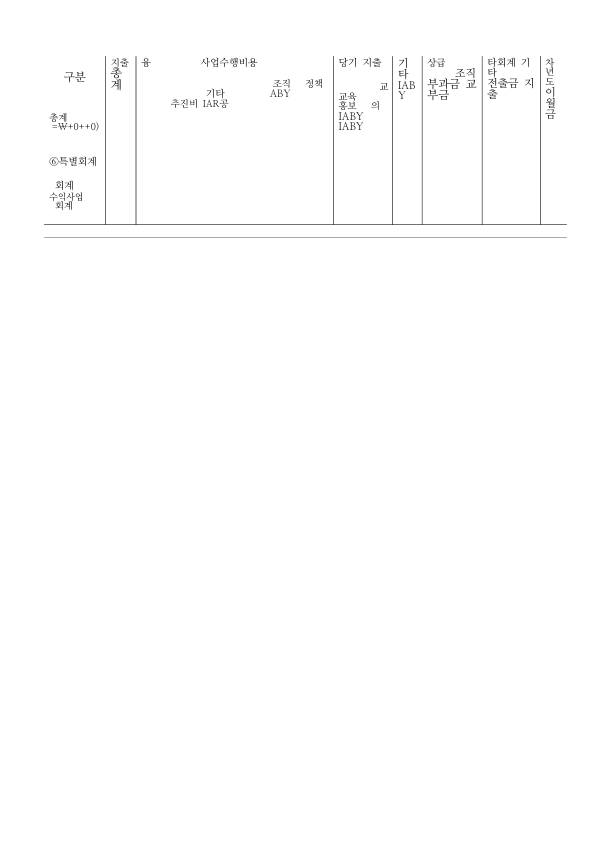 구분
총계
=₩+0++0)
⑥특별회계
회계
수익사업
회계
지출
총
계
융 사업수행비용
조직 정책
기타 ABY
추진비 IAR공
당기 지출
교
교육
홍보 의
IABY
IABY
기
타
IAB
Y
상급
조직
부과금 교
부금
타회계 기
타
전출금 지
출
차
년
도
이
월
금